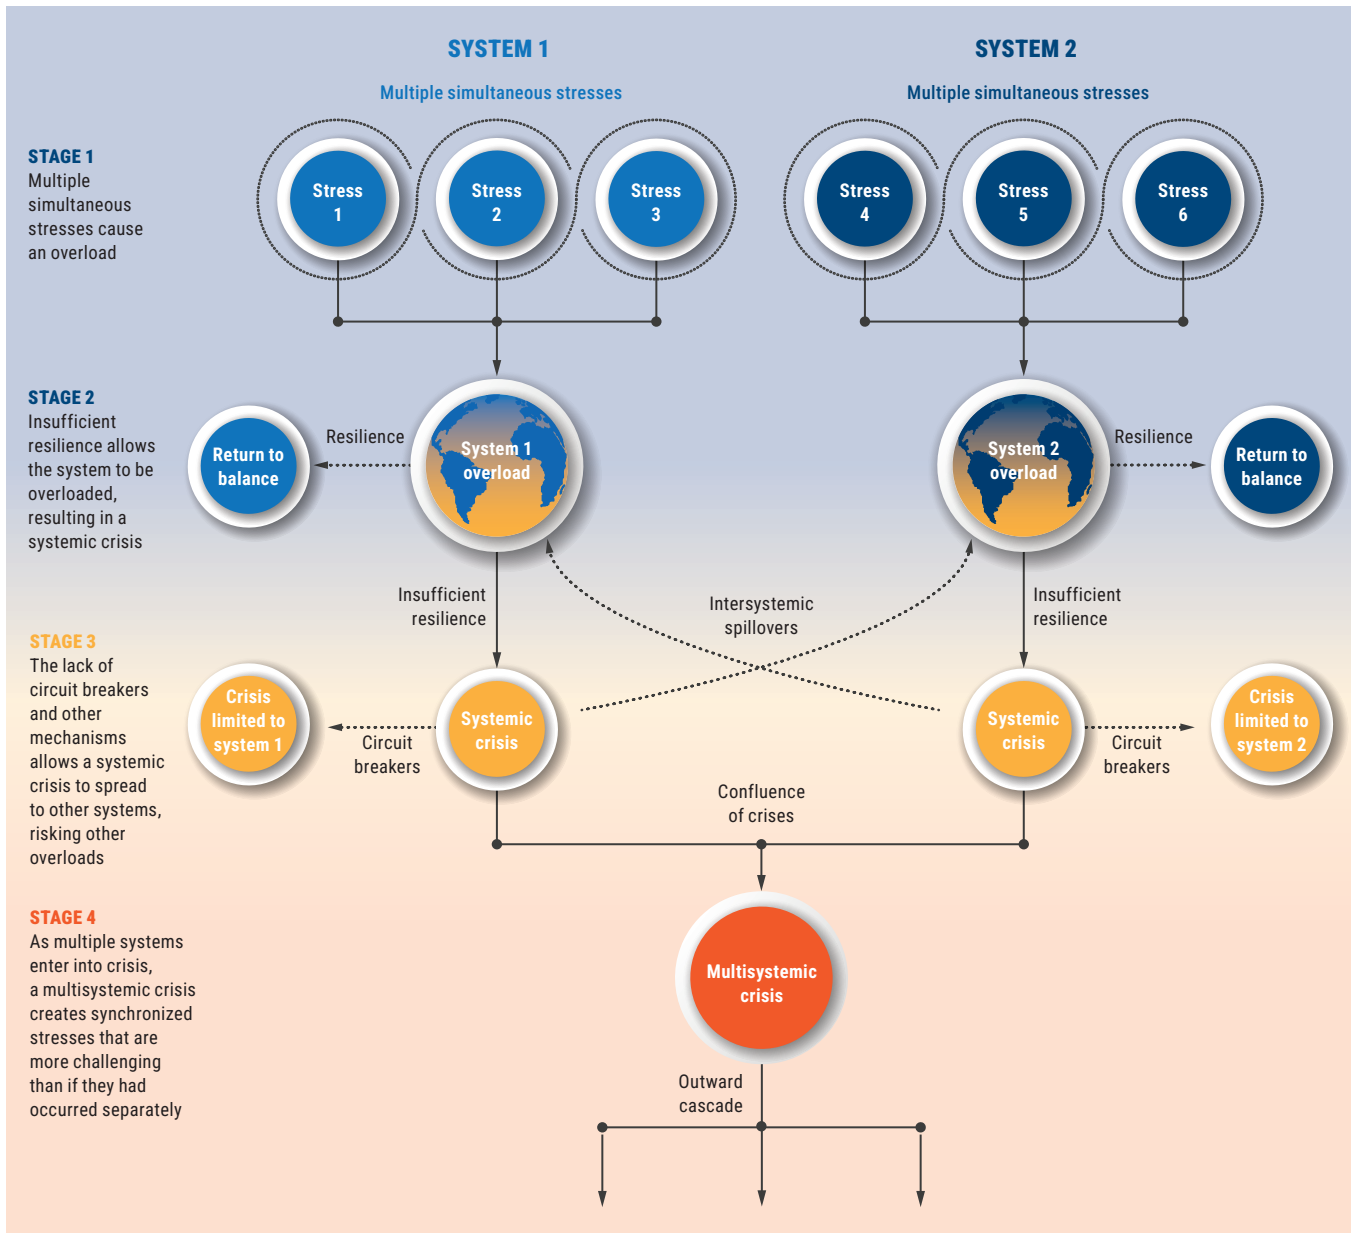 SYSTEM 1
Multiple simultaneous stresses
SYSTEM 2
Multiple simultaneous stresses
STAGE 1
Multiple
simultaneous
stresses cause
an overload
Stress
1
Stress
2
Stress
3
Stress
4
Stress
5
Stress
6
STAGE 2
Insufficient
resilience allows
the system to be
overloaded,
resulting in a
systemic crisis
Return to
balance
Resilience
System 1
overload
System 2
overload
Resilience
Return to
balance
Insufficient
resilience
Intersystemic
spillovers
Insufficient
resilience
STAGE 3
The lack of
circuit breakers
and other
mechanisms
allows a systemic
crisis to spread
to other systems,
risking other
overloads
Crisis
limited to
system 1
Circuit
breakers
Systemic
crisis
Systemic
crisis
Circuit
breakers
Crisis
limited to
system 2
Confluence
of crises
STAGE 4
As multiple systems
enter into crisis,
a multisystemic crisis
creates synchronized
stresses that are
more challenging
than if they had
occurred separately
Multisystemic
crisis
Outward
cascade